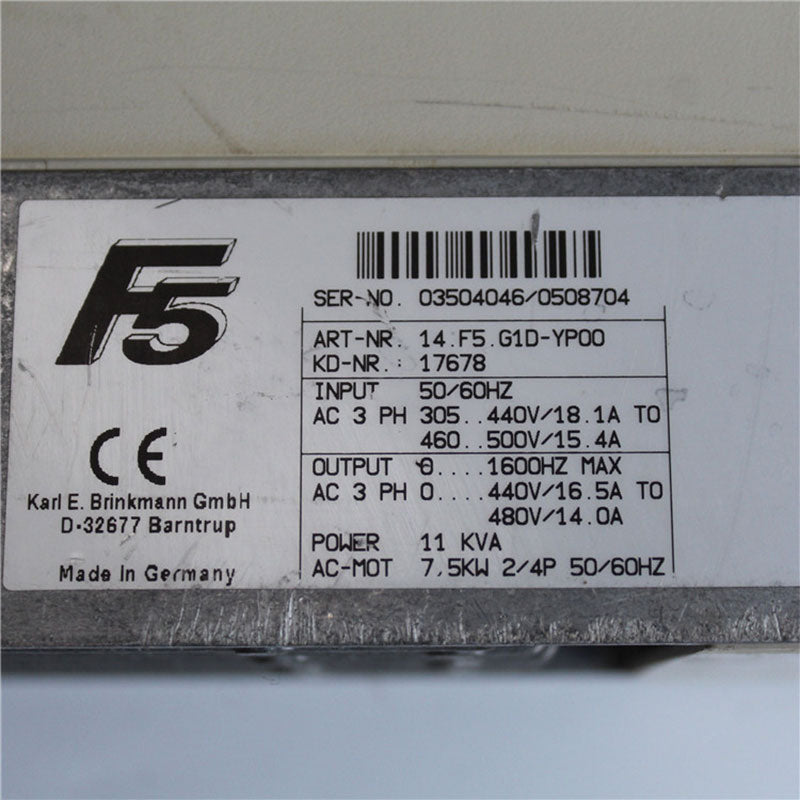 F5
SER-NO. 03504046/0508704
ART-NR. 14.F5.G1D-YP00
KD-NR.: 17678
INPUT 50/60HZ
AC 3 PH 305..440V/18.1A TO
460..500V/15.4A
OUTPUT 0....1600HZ MAX
AC 3 PH 0....440V/16.5A TO
480V/14.0A
POWER 11 KVA
AC-MOT 7,5KW 2/4P 50/60HZ
CE
Karl E. Brinkmann GmbH
D-32677 Barntrup
Made In Germany